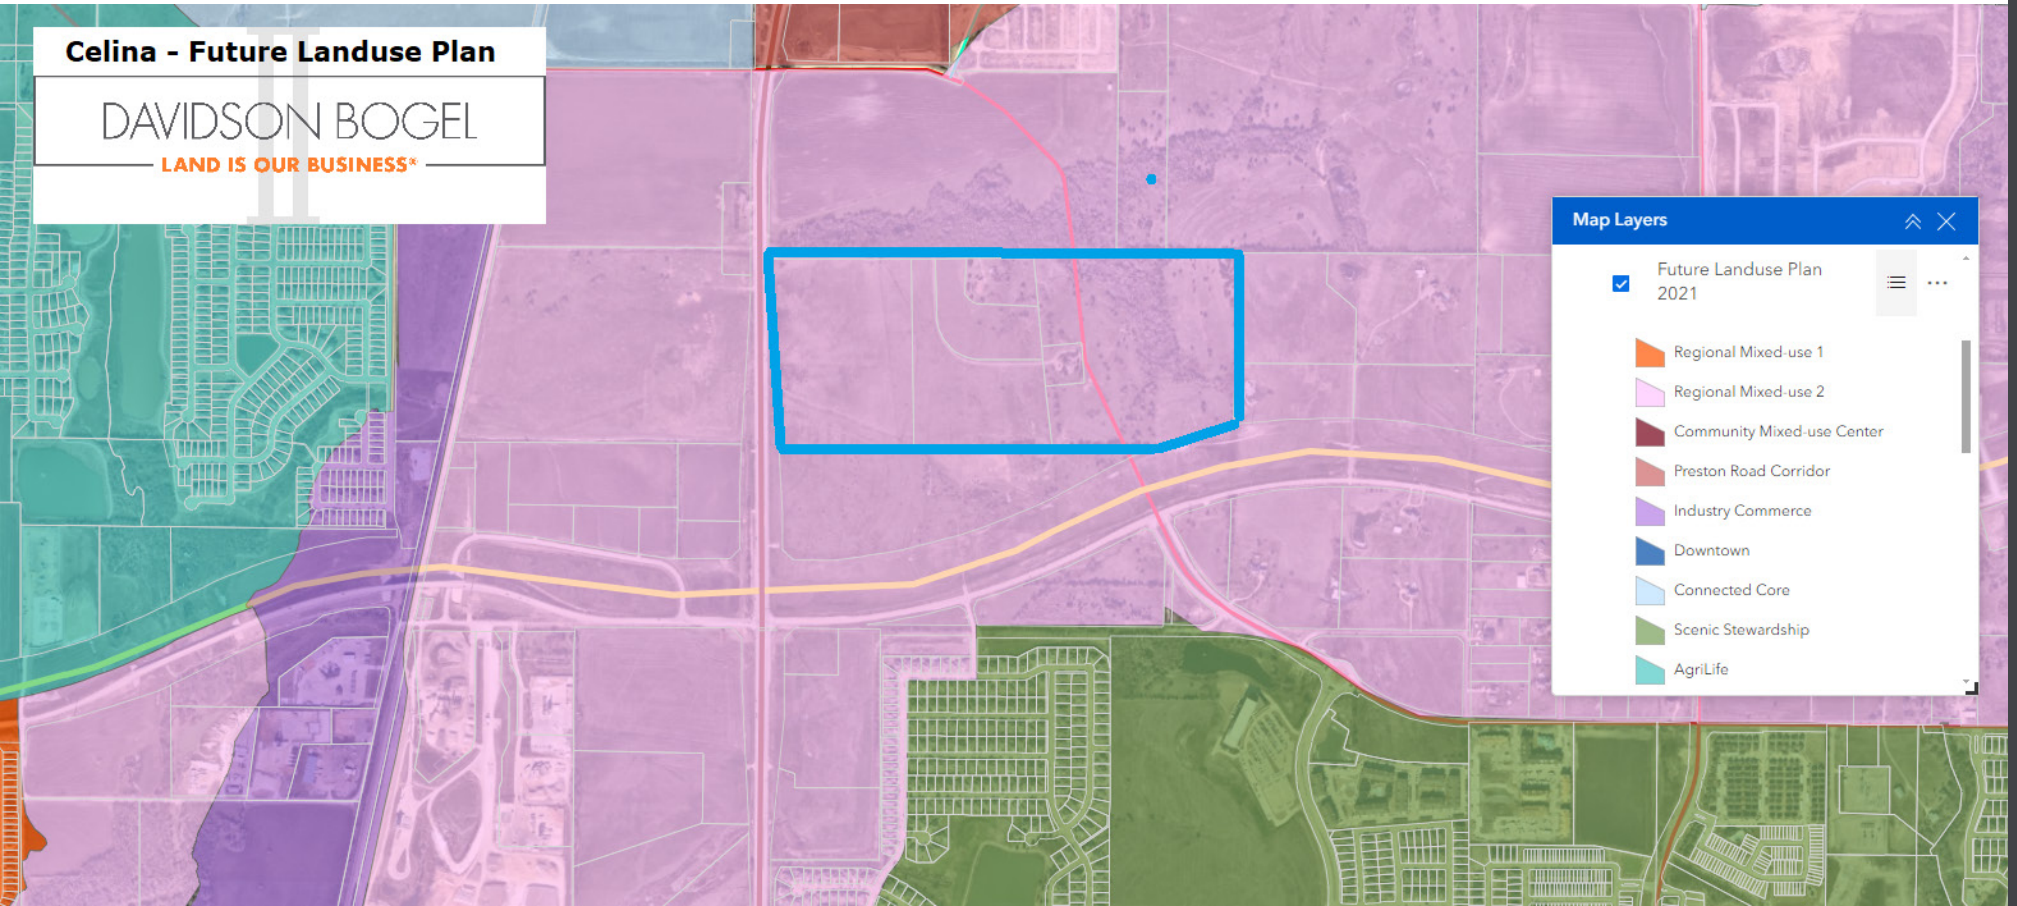 Celina - Future Landuse Plan
DAVIDSON BOGEL
LAND IS OUR BUSINESS®
Map Layers
Future Landuse Plan
2021
Regional Mixed-use 1
Regional Mixed-use 2
Community Mixed-use Center
Preston Road Corridor
Industry Commerce
Downtown
Connected Core
Scenic Stewardship
AgriLife